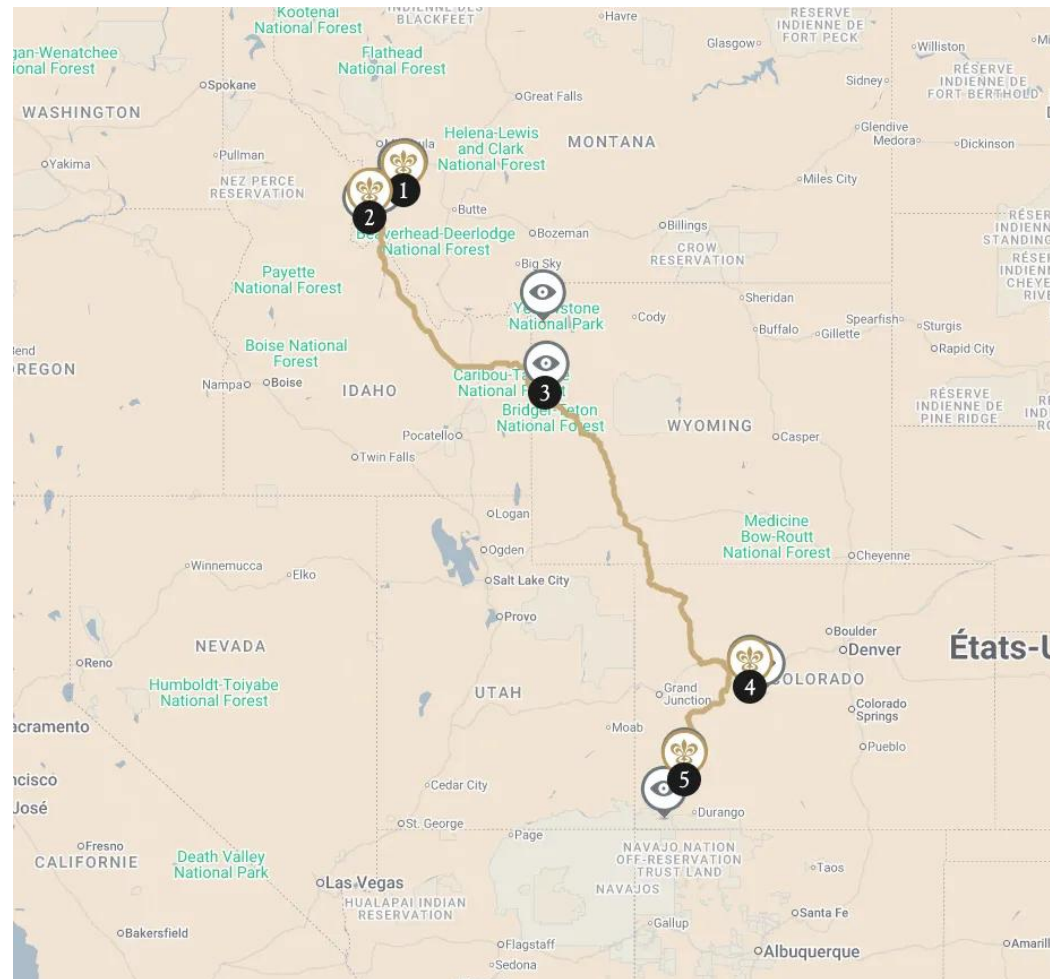 Kootenai
National Forest
INDIENNE DES
BLACKFEET
Havre
RÉSERVE
INDIENNE DE
FORT PECK
gan-Wenatchee
ional Forest
Flathead
National Forest
Glasgow
Williston
Spokane
Sidney
RÉSERVE
INDIENNE DE
FORT BERTHOLD
Great Falls
WASHINGTON
Helena-Lewis
and Clark
National Forest
MONTANA
Glendive
Medora
Dickinson
Yakima
Pullman
NEZ PERCE
RESERVATION
1
Miles City
2
Butte
Billings
Beaverhead-Deerlodge
National Forest
Bozeman
CROW
RESERVATION
Big Sky
Payette
National Forest
Sheridan
National Park
Cody
Buffalo
Gillette
Spearfish
Sturgis
Rapid City
Bend
OREGON
Boise National
Forest
Nampa
Boise
IDAHO
3
Bridger-Teton
National Forest
WYOMING
RÉSERVE
INDIENNE DE
PINE RIDGE
Pocatello
Casper
Twin Falls
Logan
Medicine
Bow-Routt
National Forest
Cheyenne
Ogden
Winnemucca
Elko
Salt Lake City
Provo
Boulder
Denver
États-U
NEVADA
Reno
Humboldt-Toiyabe
National Forest
UTAH
Grand
Junction
4
COLORADO
Colorado
Springs
acramento
Moab
Pueblo
ncisco
José
5
Cedar City
Durango
St. George
Page
Fresno
CALIFORNIE
Death Valley
National Park
NAVAJO NATION
OFF-RESERVATION
TRUST LAND
NAVAJOS
Taos
Las Vegas
HUALAPAI INDIAN
RESERVATION
Santa Fe
Gallup
Bakersfield
Flagstaff
Albuquerque
Amarill
Sedona